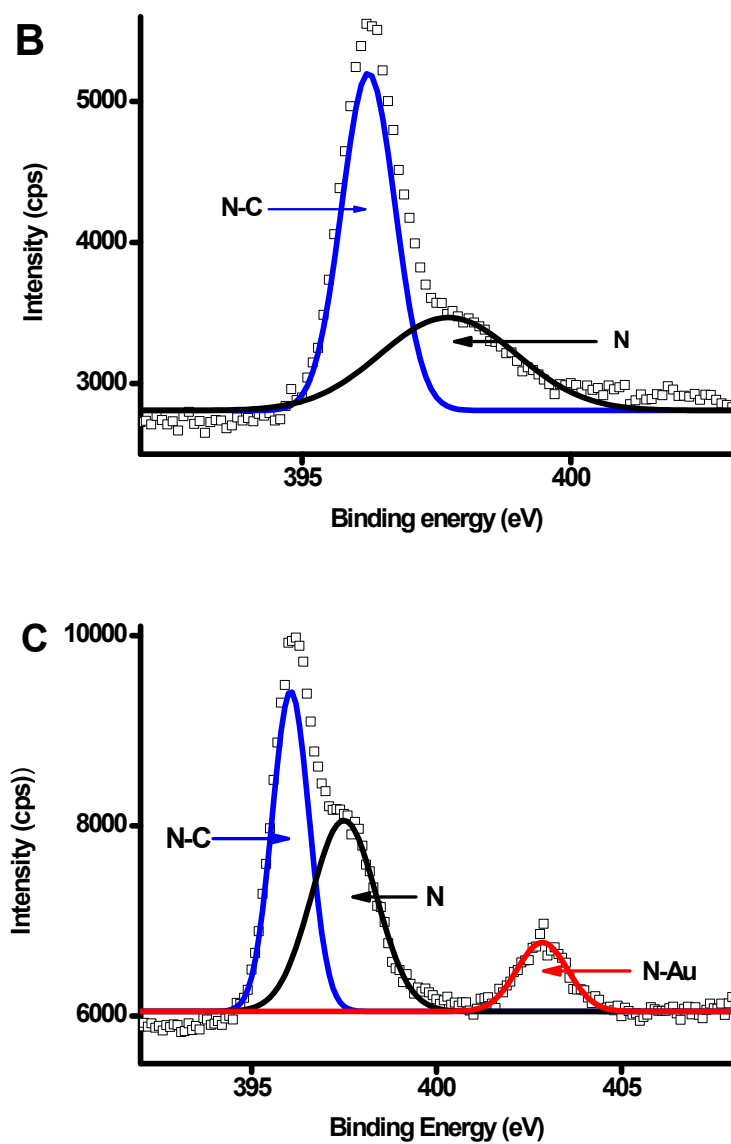 B
5000
4000
3000
Intensity (cps)
N-C
N
395
400
Binding energy (eV)
C
10000
8000
6000
Intensity (cps))
N-C
N
N-Au
395
400
405
Binding Energy (eV)